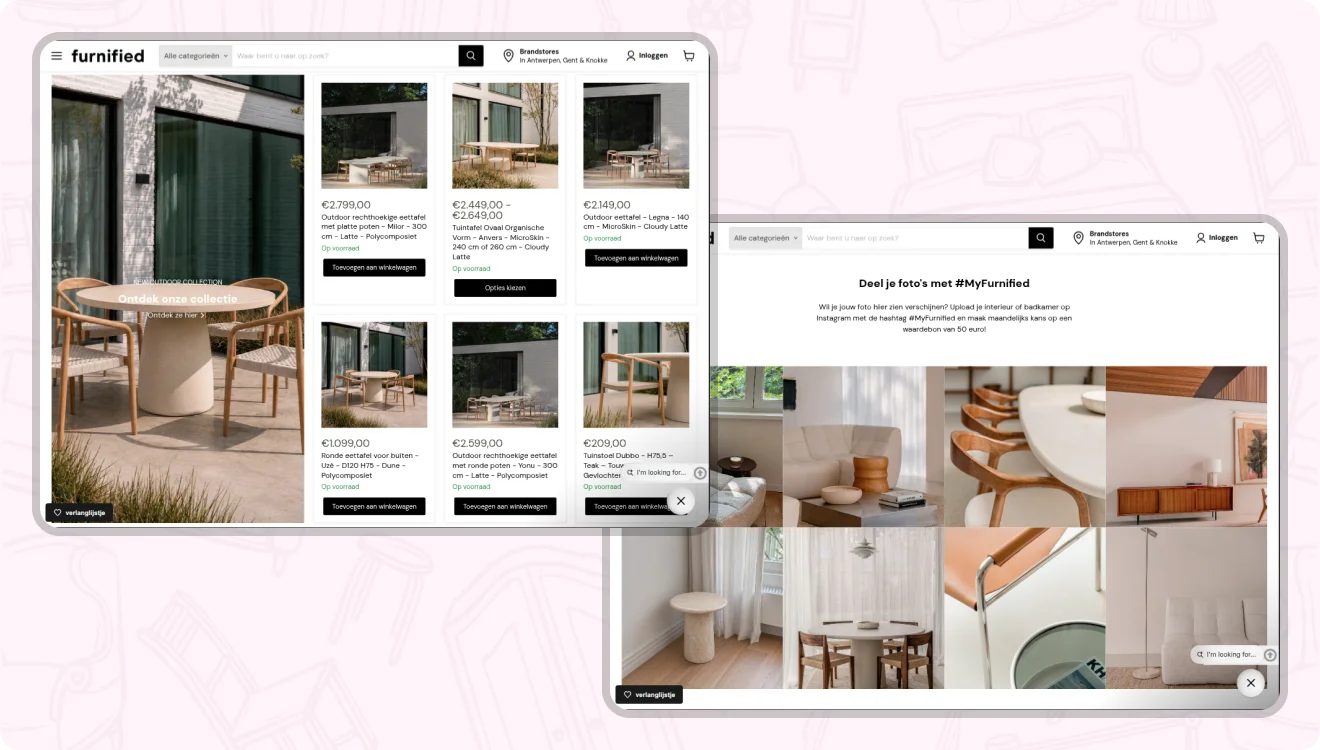 furnified
Alle categorieën
Waar bent u naar op zoek?
Brandstores
In Antwerpen, Gent & Knokke
Inloggen
NEW OUTDOOR COLLECTION
Ontdek onze collectie
Ontdek ze hier
€2.799,00
Outdoor rechthoekige eettafel
met platte poten - Milor - 300
cm - Latte - Polycomposiet
Op voorraad
Toevoegen aan winkelwagen
€2.449,00 -
€2.649,00
Tuintafel Ovaal Organische
Vorm - Anvers - MicroSkin -
240 cm of 260 cm - Cloudy
Latte
Op voorraad
Opties kiezen
€2.149,00
Outdoor eettafel - Legna - 140
cm - MicroSkin - Cloudy Latte
Op voorraad
Toevoegen aan winkelwagen
€1.099,00
Ronde eettafel voor buiten -
Uzè - D120 H75 - Dune -
Polycomposiet
Op voorraad
Toevoegen aan winkelwagen
€2.599,00
Outdoor rechthoekige eettafel
met ronde poten - Yonu - 300
cm - Latte - Polycomposiet
Op voorraad
Toevoegen aan winkelwagen
€209,00
Tuinstoel Dubbo - H75,5 -
Teak -
Op voorraad
Toevoegen aan
I'm looking for...
verlanglijstje
Alle categorieën
Waar bent u naar op zoek?
Brandstores
In Antwerpen, Gent & Knokke
Inloggen
Deel je foto's met #MyFurnified
Wil je jouw foto hier zien verschijnen? Upload je interieur of badkamer op
Instagram met de hashtag #MyFurnified en maak maandelijks kans op een
waardebon van 50 euro!
KH
I'm looking for...
verlanglijstje